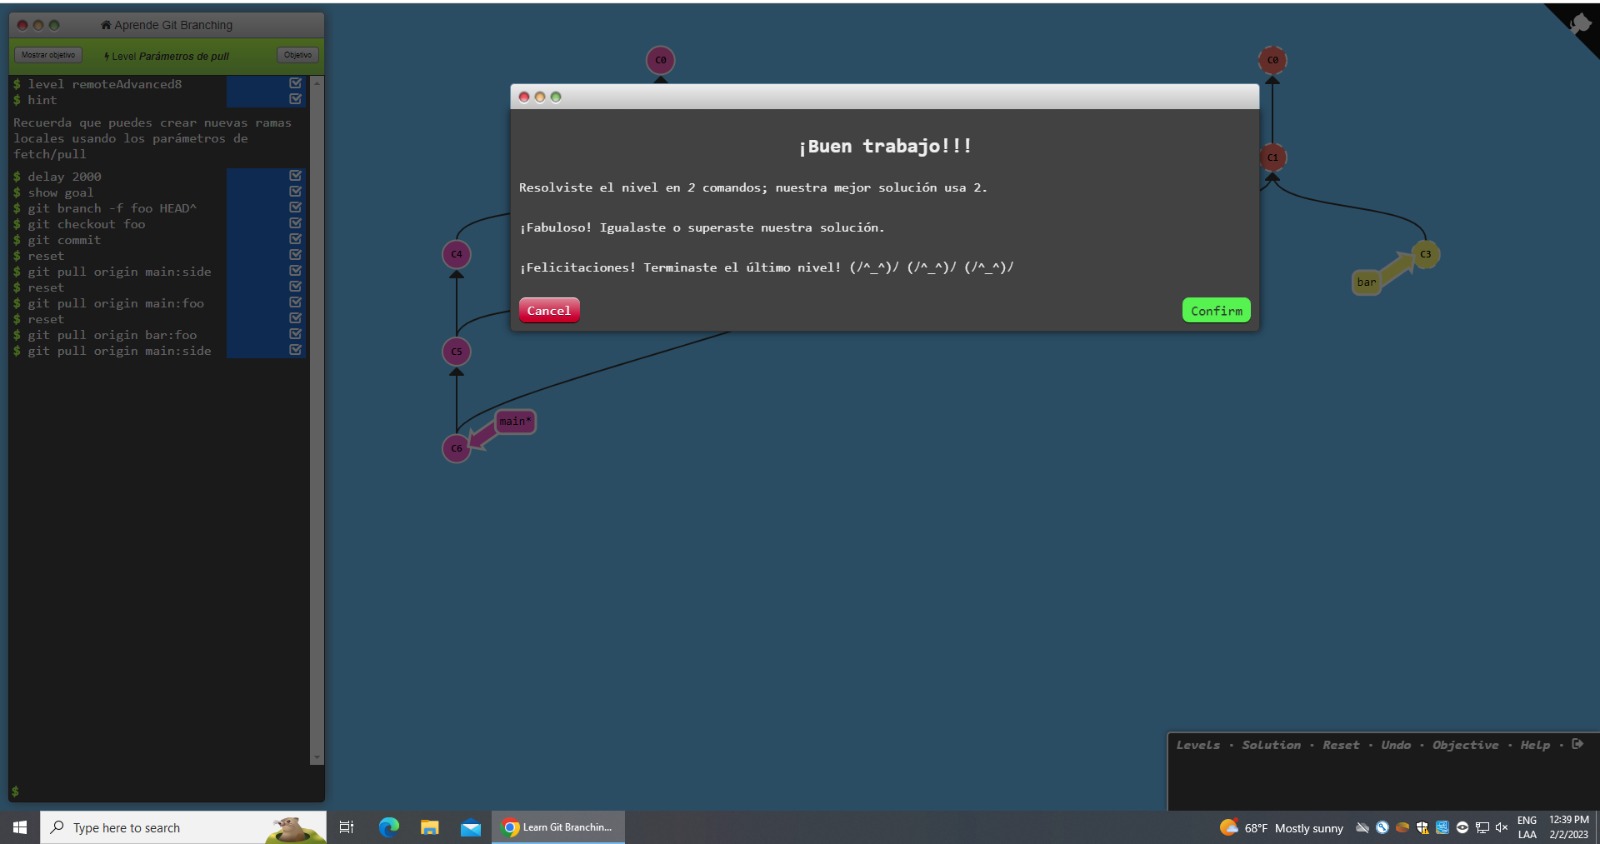 Aprende Git Branching
Mostrar objetivo
Level Parámetros de pull
Objetivo
$ level remoteAdvanced8
$ hint
Recuerda que puedes crear nuevas ramas
locales usando los parámetros de
fetch/pull
$ delay 2000
$ show goal
$ git branch -f foo HEAD^
$ git checkout foo
$ git commit
$ reset
$ git pull origin main:side
$ reset
$ git pull origin main:foo
$ reset
$ git pull origin bar:foo
$ git pull origin main:side
$
C0
C0
¡Buen trabajo!!!
Resolviste el nivel en 2 comandos; nuestra mejor solución usa 2.
¡Fabuloso! Igualaste o superaste nuestra solución.
¡Felicitaciones! Terminaste el último nivel! (/^_^)/ (/^_^)/ (/^_^)/
Cancel
Confirm
C1
C4
C3
bar
C5
main*
C6
Levels · Solution · Reset · Undo · Objective · Help ·
Type here to search
Learn Git Branchin...
68°F Mostly sunny
ENG
LAA
12:39 PM
2/2/2023